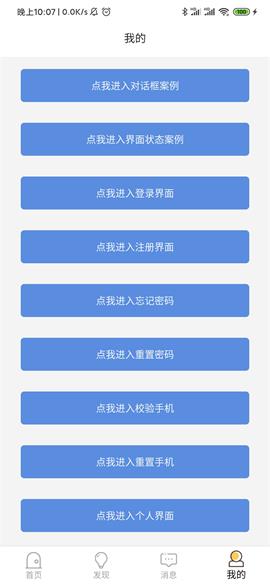 晚上10:07 | 0.0K/s
100
我的
点我进入对话框案例
点我进入界面状态案例
点我进入登录界面
点我进入注册界面
点我进入忘记密码
点我进入重置密码
点我进入校验手机
点我进入重置手机
点我进入个人界面
首页
发现
消息
我的